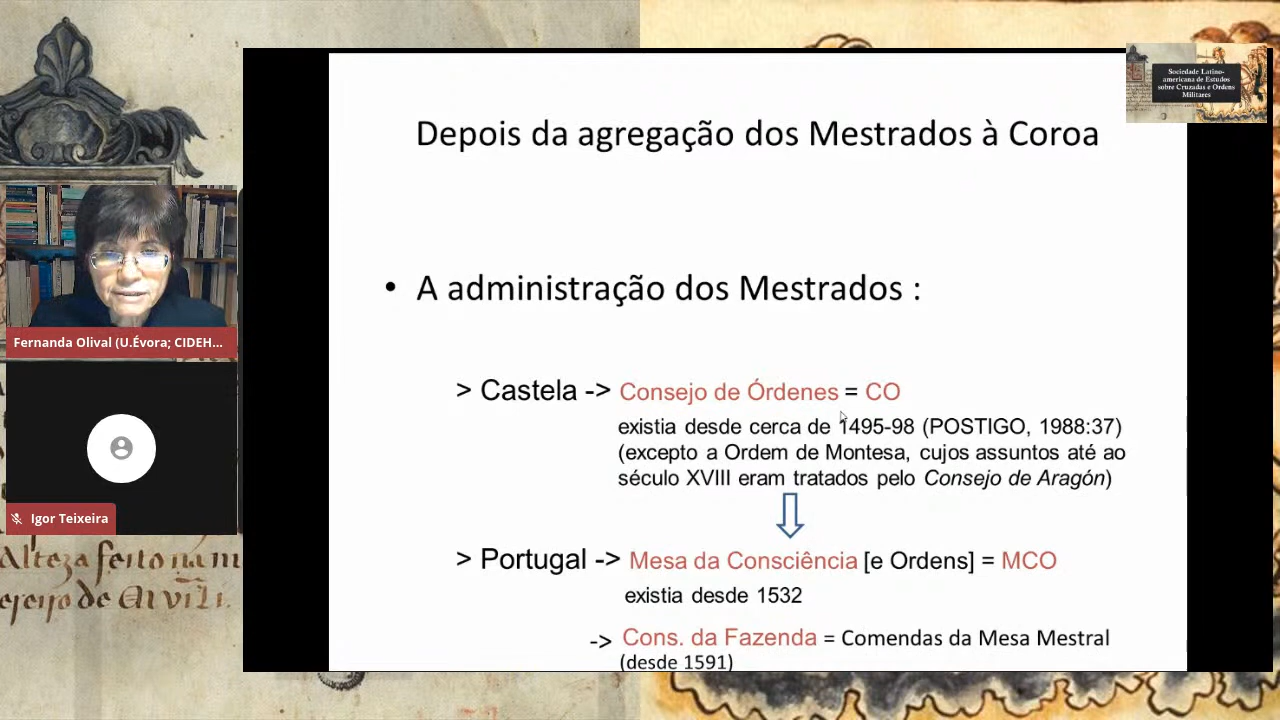 Sociedade Latino-
americana de Estudos
sobre Cruzadas e Ordens
Militares
Depois da agregação dos Mestrados à Coroa
• A administração dos Mestrados :
> Castela -> Consejo de Órdenes = CO
existia desde cerca de 1495-98 (POSTIGO, 1988:37)
(excepto a Ordem de Montesa, cujos assuntos até ao
século XVIII eram tratados pelo Consejo de Aragón)
> Portugal -> Mesa da Consciência [e Ordens] = MCO
existia desde 1532
-> Cons. da Fazenda = Comendas da Mesa Mestral
(desde 1591)
Fernanda Olival (U.Évora; CIDEH...
Igor Teixeira
Alteza feito na m